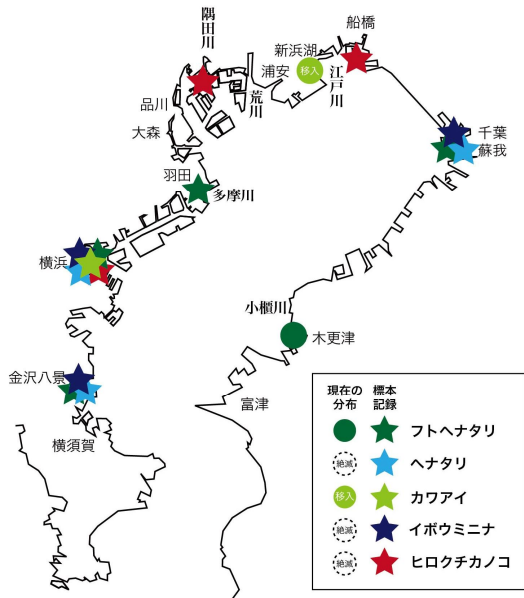 船橋
隅田川
新浜湖
浦安
移入
江戸川
荒川
品川
大森
千葉
蘇我
羽田
多摩川
横浜
小櫃川
木更津
金沢八景
富津
横須賀
現在の
分布
標本
記録
フトヘナタリ
絶滅
ヘナタリ
移入
カワアイ
絶滅
イボウミニナ
絶滅
ヒロクチカノコ